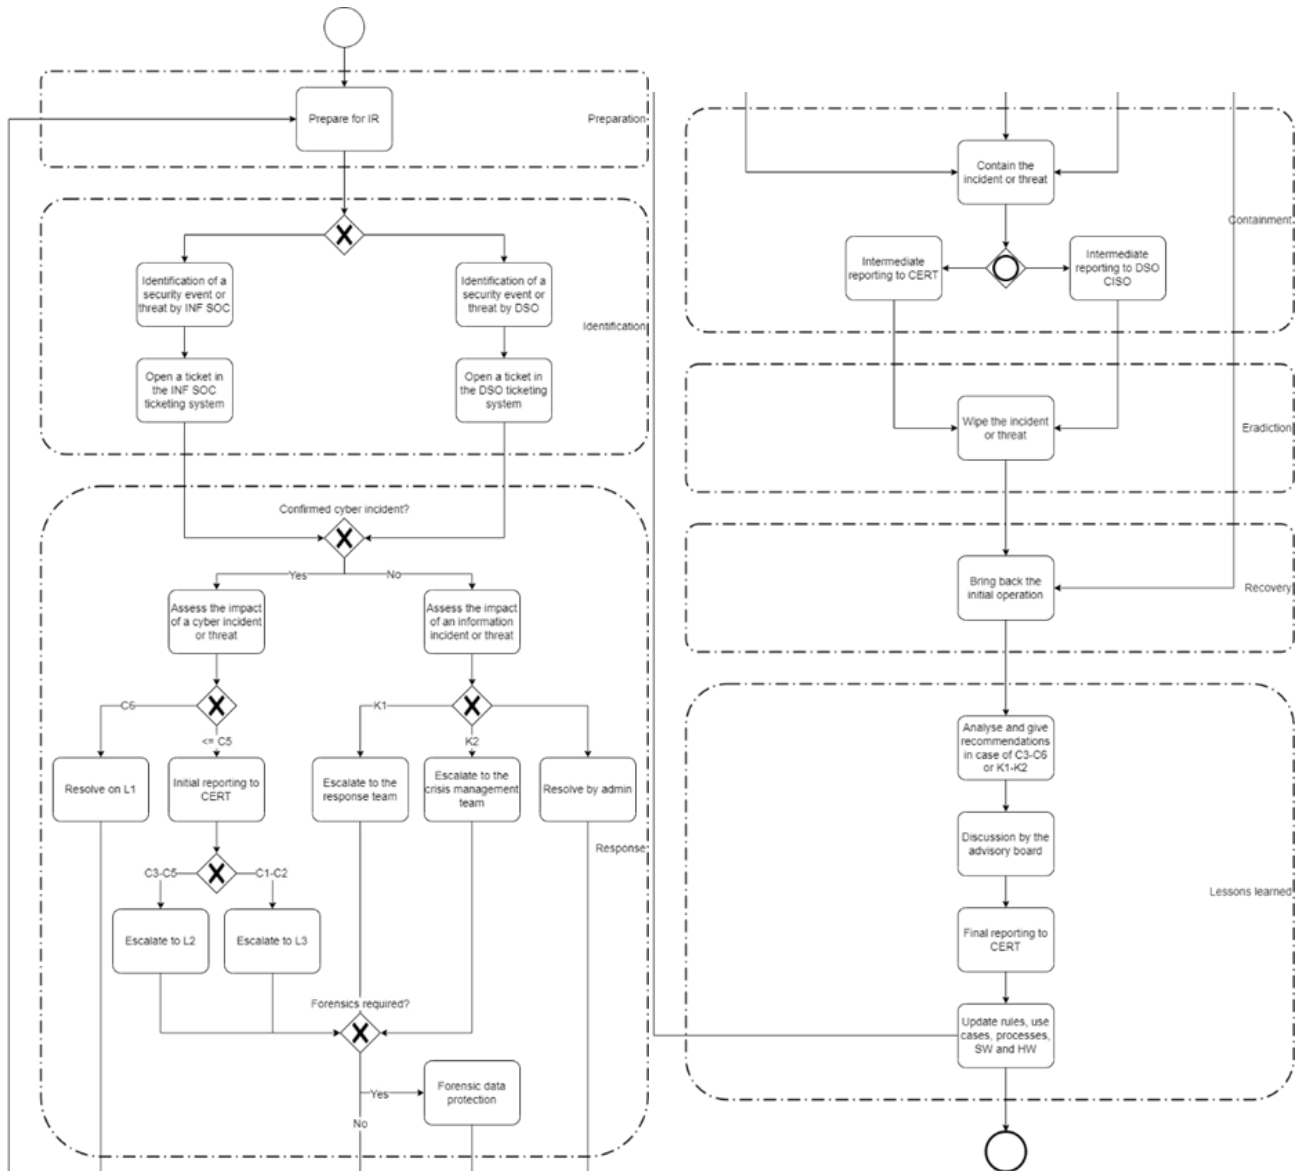 Prepare for IR
Preparation
Identification of a
security event or
threat by INF SOC
Identification of a
security event or
threat by DSO
Identification
Open a ticket in
the INF SOC
ticketing system
Open a ticket in
the DSO ticketing
system
Confirmed cyber incident?
Yes
No
Assess the impact
of a cyber incident
or threat
Assess the impact
of an information
incident or threat
C6
<= C5
K1
K2
Resolve on L1
Initial reporting to
CERT
Escalate to the
response team
Escalate to the
crisis management
team
Resolve by admin
Response
C3-C5
C1-C2
Escalate to L2
Escalate to L3
Forensics required?
Yes
No
Forensic data
protection
Contain the
incident or threat
Containment
Intermediate
reporting to CERT
Intermediate
reporting to DSO
CISO
Wipe the incident
or threat
Eradiction
Bring back the
initial operation
Recovery
Analyse and give
recommendations
in case of C3-C6
or K1-K2
Discussion by the
advisory board
Lessons learned
Final reporting to
CERT
Update rules, use
cases, processes,
SW and HW